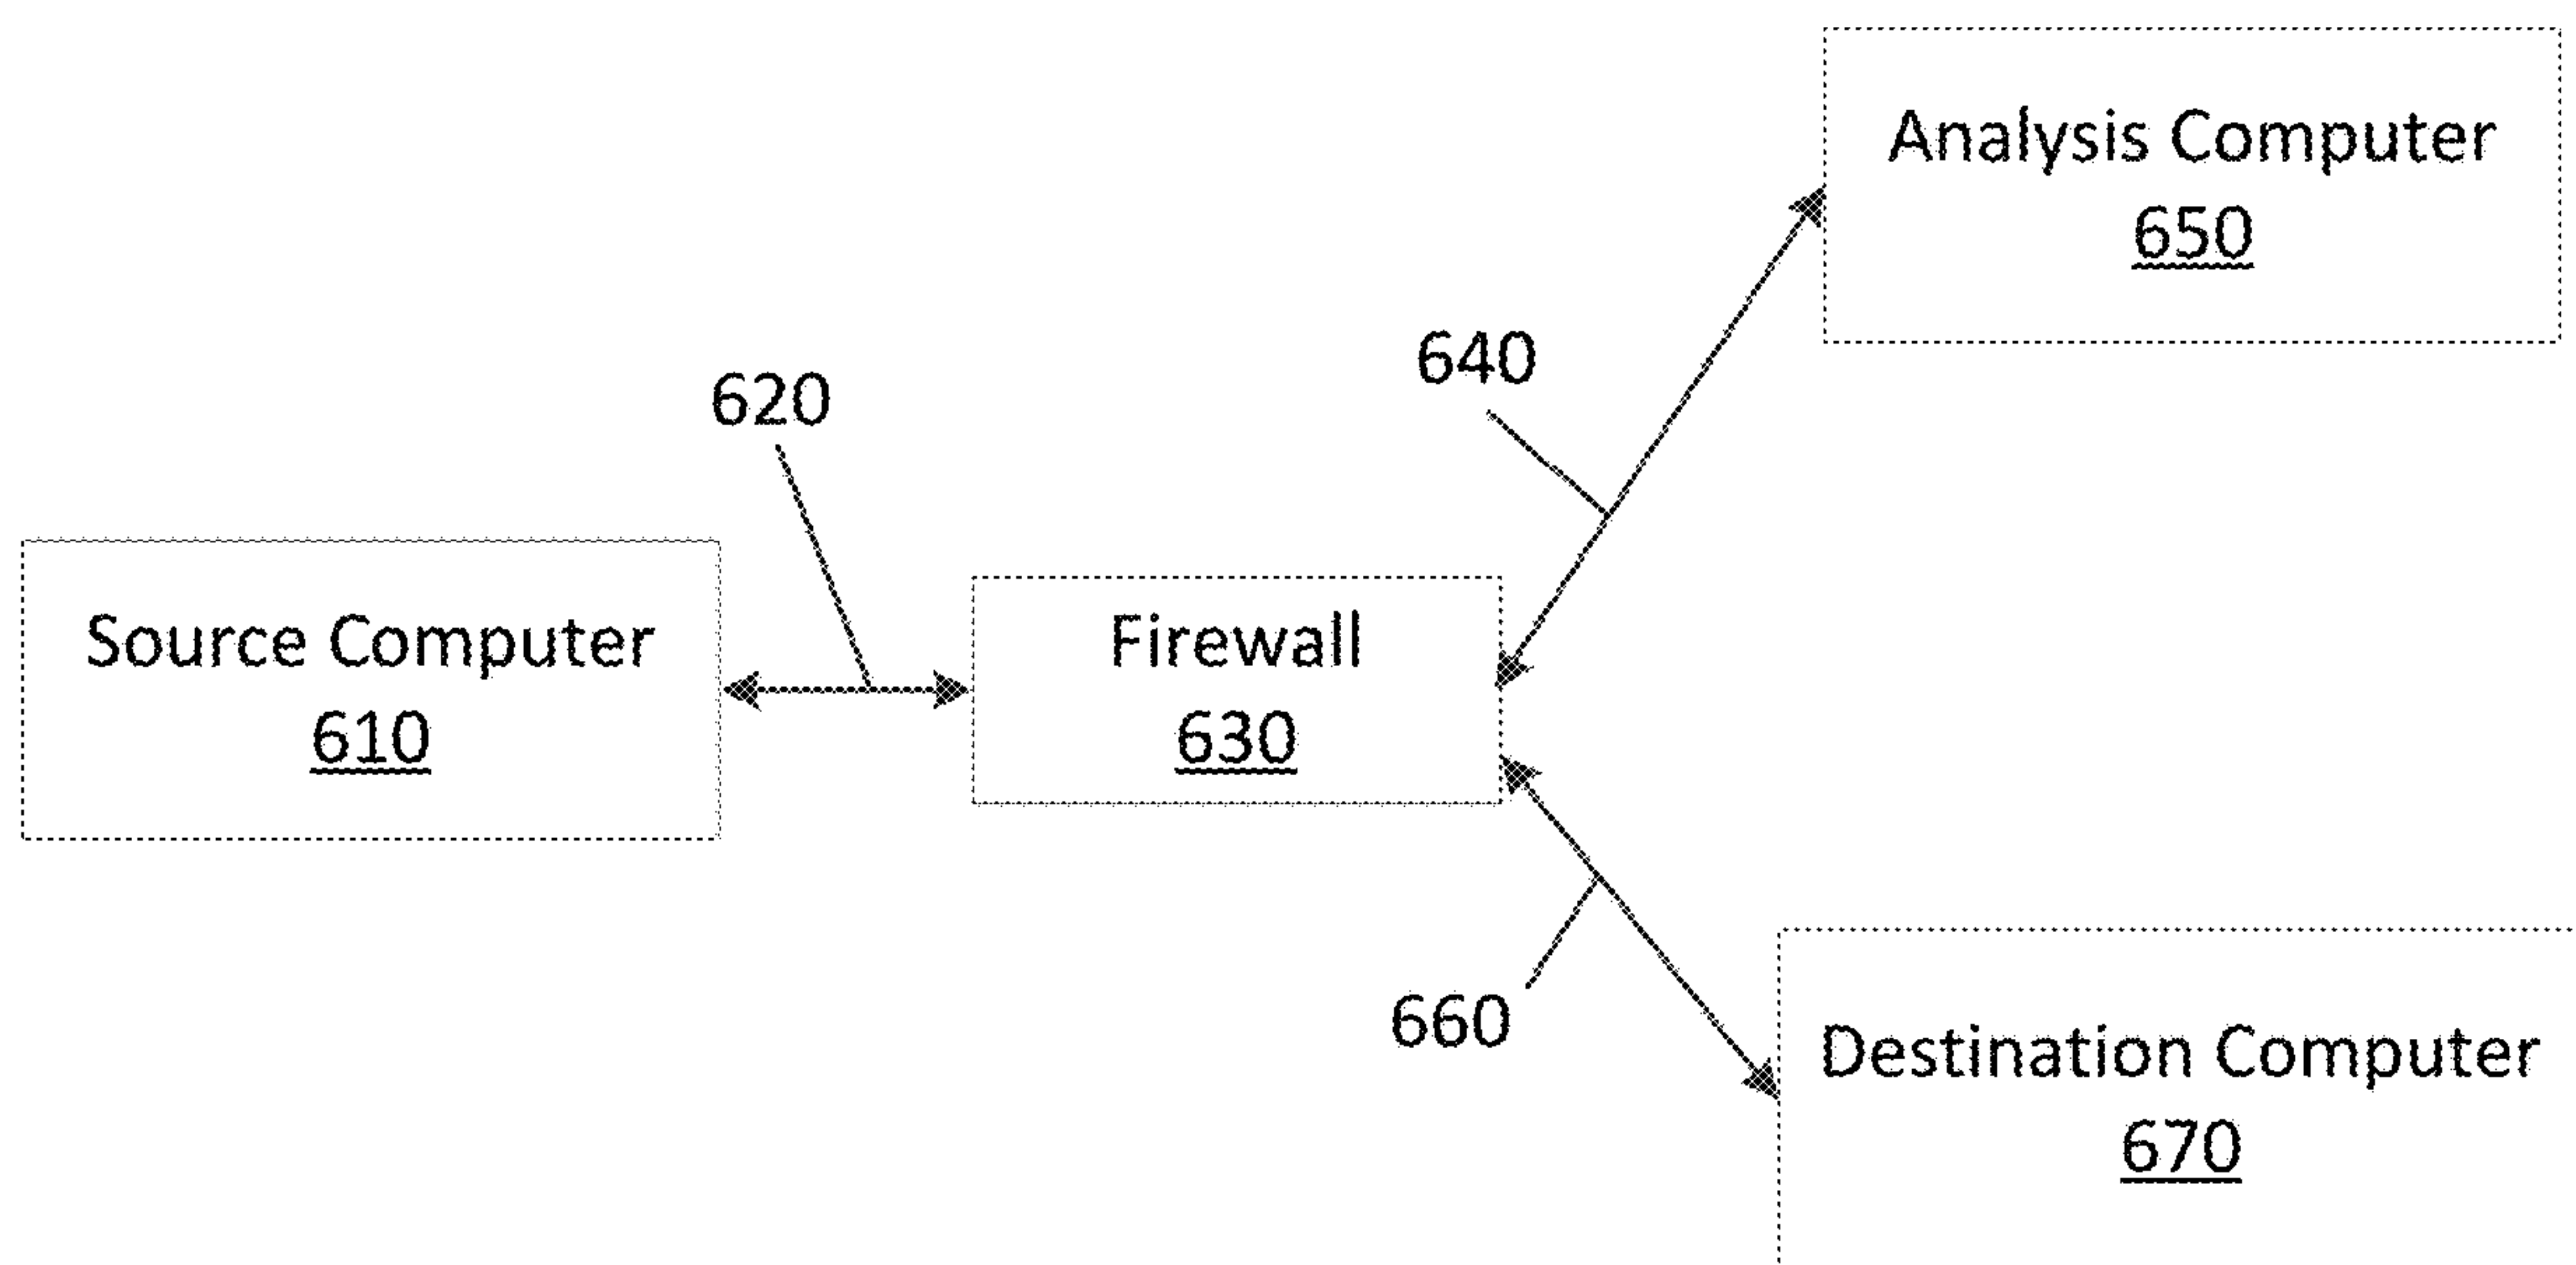 Analysis Computer
650
640
620
Source Computer
610
Firewall
630
660
Destination Computer
670